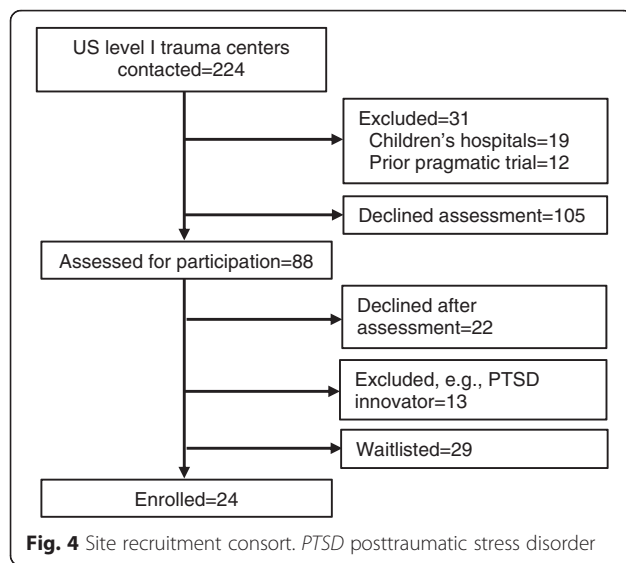 US level I trauma centers
contacted=224
Excluded=31
Children's hospitals=19
Prior pragmatic trial=12
Declined assessment=105
Assessed for participation=88
Declined after
assessment=22
Excluded, e.g., PTSD
innovator=13
Waitlisted=29
Enrolled=24
Fig. 4 Site recruitment consort. PTSD posttraumatic stress disorder